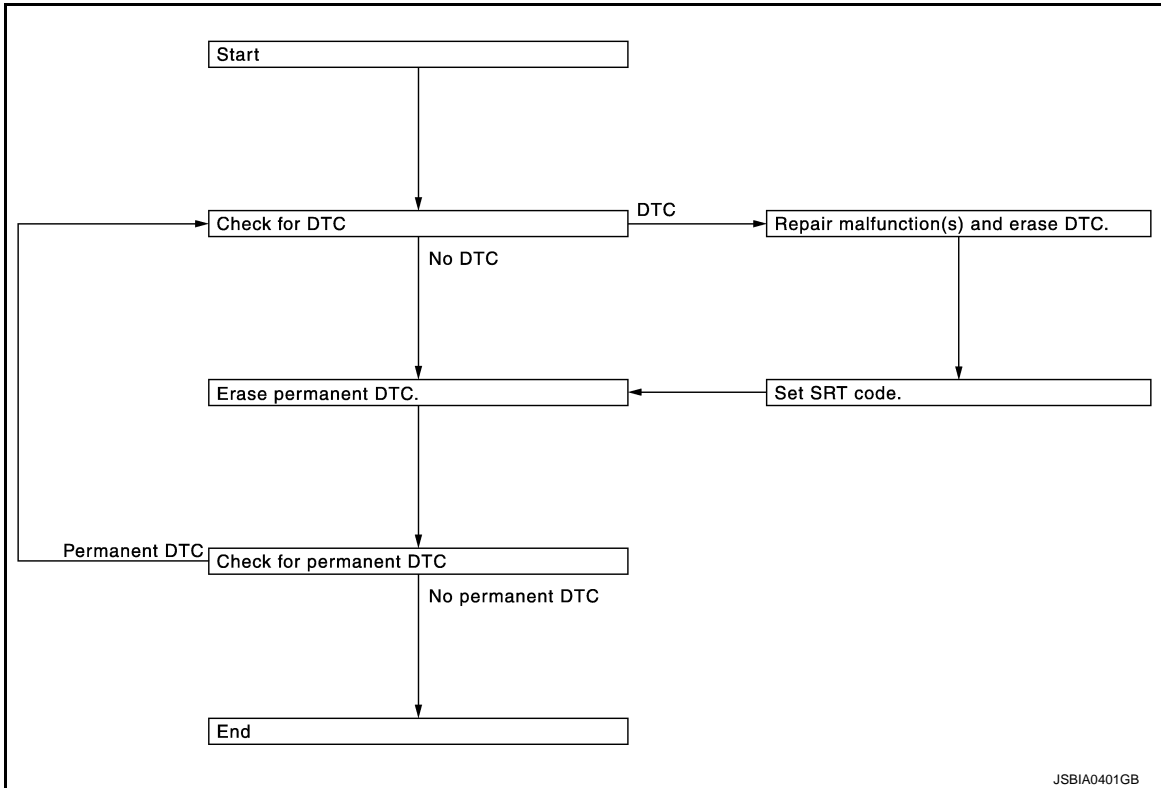 Start
Check for DTC
DTC
Repair malfunction(s) and erase DTC.
No DTC
Erase permanent DTC.
Set SRT code.
Permanent DTC
Check for permanent DTC
No permanent DTC
End
JSBIA0401GB